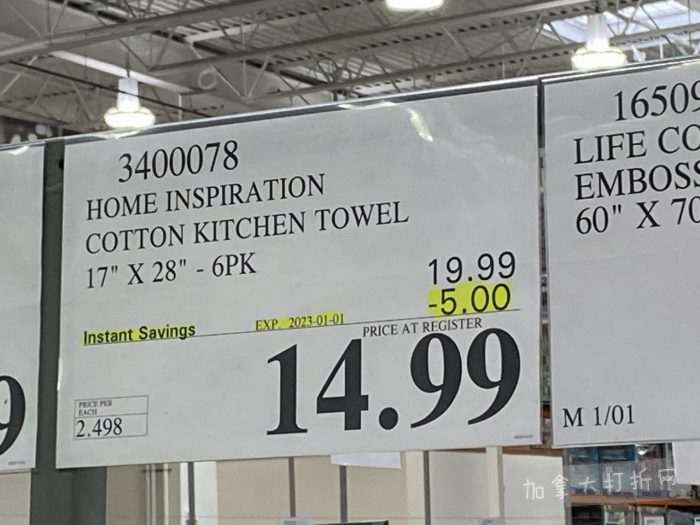 3400078
HOME INSPIRATION
COTTON KITCHEN TOWEL
17" X 28" - 6PK
19.99
-5.00
Instant Savings
EXP. 2023-01-01
PRICE AT REGISTER
14.99
PRICE PER
EACH
2.498
9
16509
LIFE CO
EMBOSS
60" X 70
M 1/01
加拿大打折网